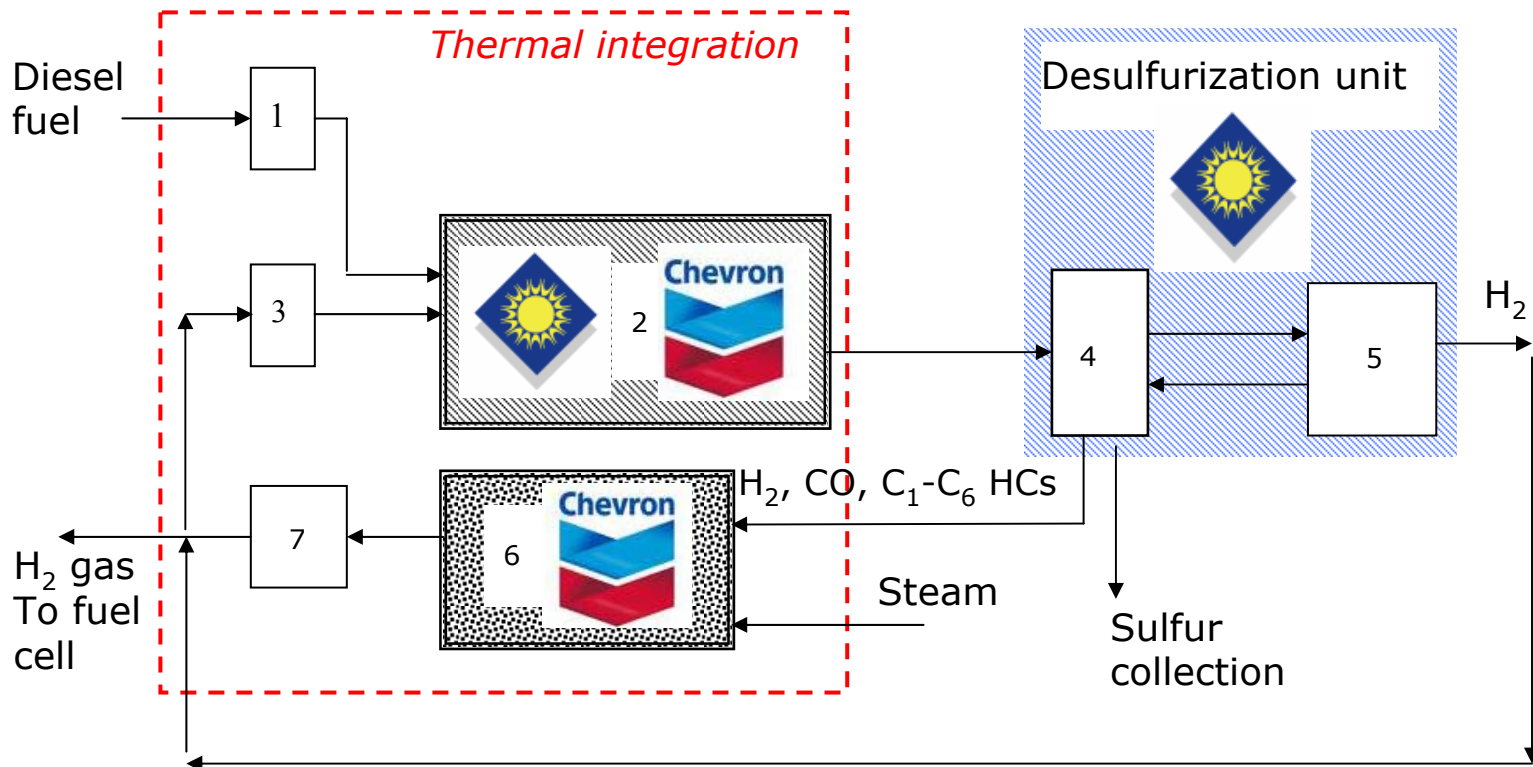 Thermal integration
Diesel
fuel
1
Desulfurization unit
3
Chevron
2
H₂
4
5
H₂, CO, C₁-C₆ HCs
Chevron
6
7
H₂ gas
To fuel
cell
Steam
Sulfur
collection